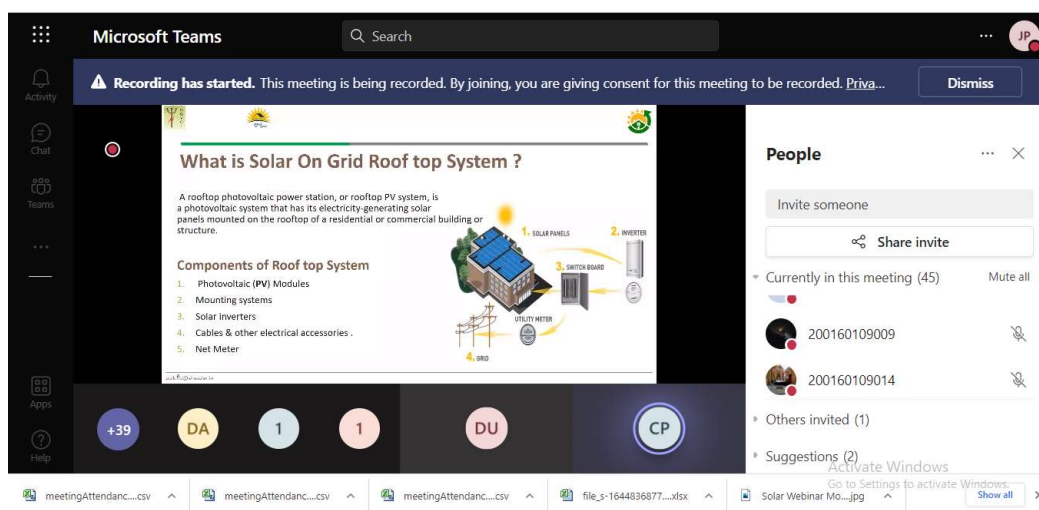 Microsoft Teams
Search
JP
Recording has started. This meeting is being recorded. By joining, you are giving consent for this meeting to be recorded. Priva...
Dismiss
Activity
Chat
Teams
Apps
Help
What is Solar On Grid Roof top System ?
A rooftop photovoltaic power station, or rooftop PV system, is
a photovoltaic system that has its electricity-generating solar
panels mounted on the rooftop of a residential or commercial building or
structure.
Components of Roof top System
1. Photovoltaic (PV) Modules
2. Mounting systems
3. Solar inverters
4. Cables & other electrical accessories .
5. Net Meter
1. SOLAR PANELS
2. INVERTER
3. SWITCH BOARD
UTILITY METER
4. GRID
+39
DA
1
1
DU
CP
People
Invite someone
Share invite
Currently in this meeting (45)
Mute all
200160109009
200160109014
Others invited (1)
Suggestions (2)
Activate Windows
Go to Settings to activate Windows.
meetingAttendanc....csv
meetingAttendanc....csv
meetingAttendanc....csv
file_s-1644836877....xlsx
Solar Webinar Mo....jpg
Show all